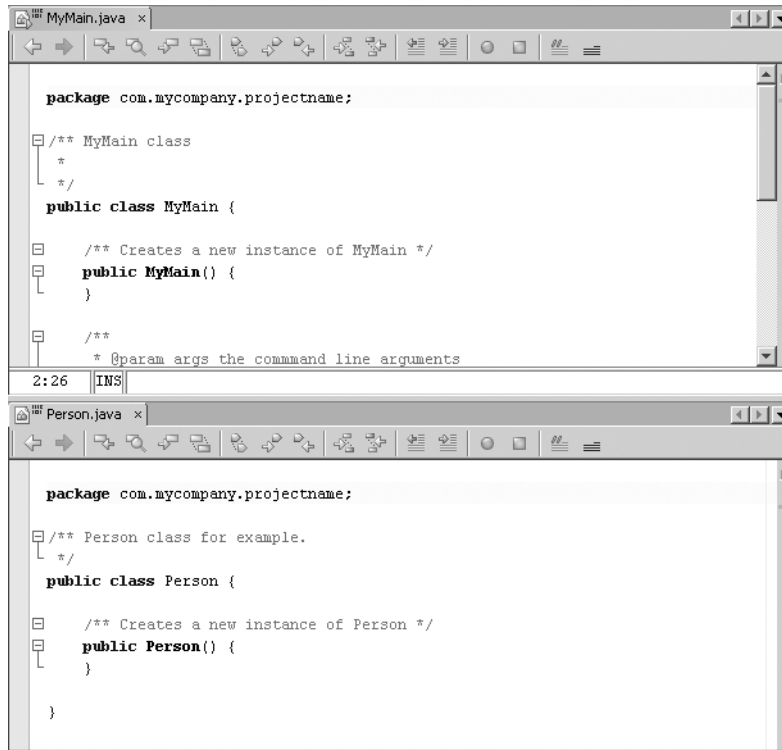 MyMain.java x
package com.mycompany.projectname;
/** MyMain class
*
*/
public class MyMain {
/** Creates a new instance of MyMain */
public MyMain() {
}
/**
* @param args the commmand line arguments
2:26 INS
Person.java x
package com.mycompany.projectname;
/** Person class for example.
*/
public class Person {
/** Creates a new instance of Person */
public Person() {
}
}